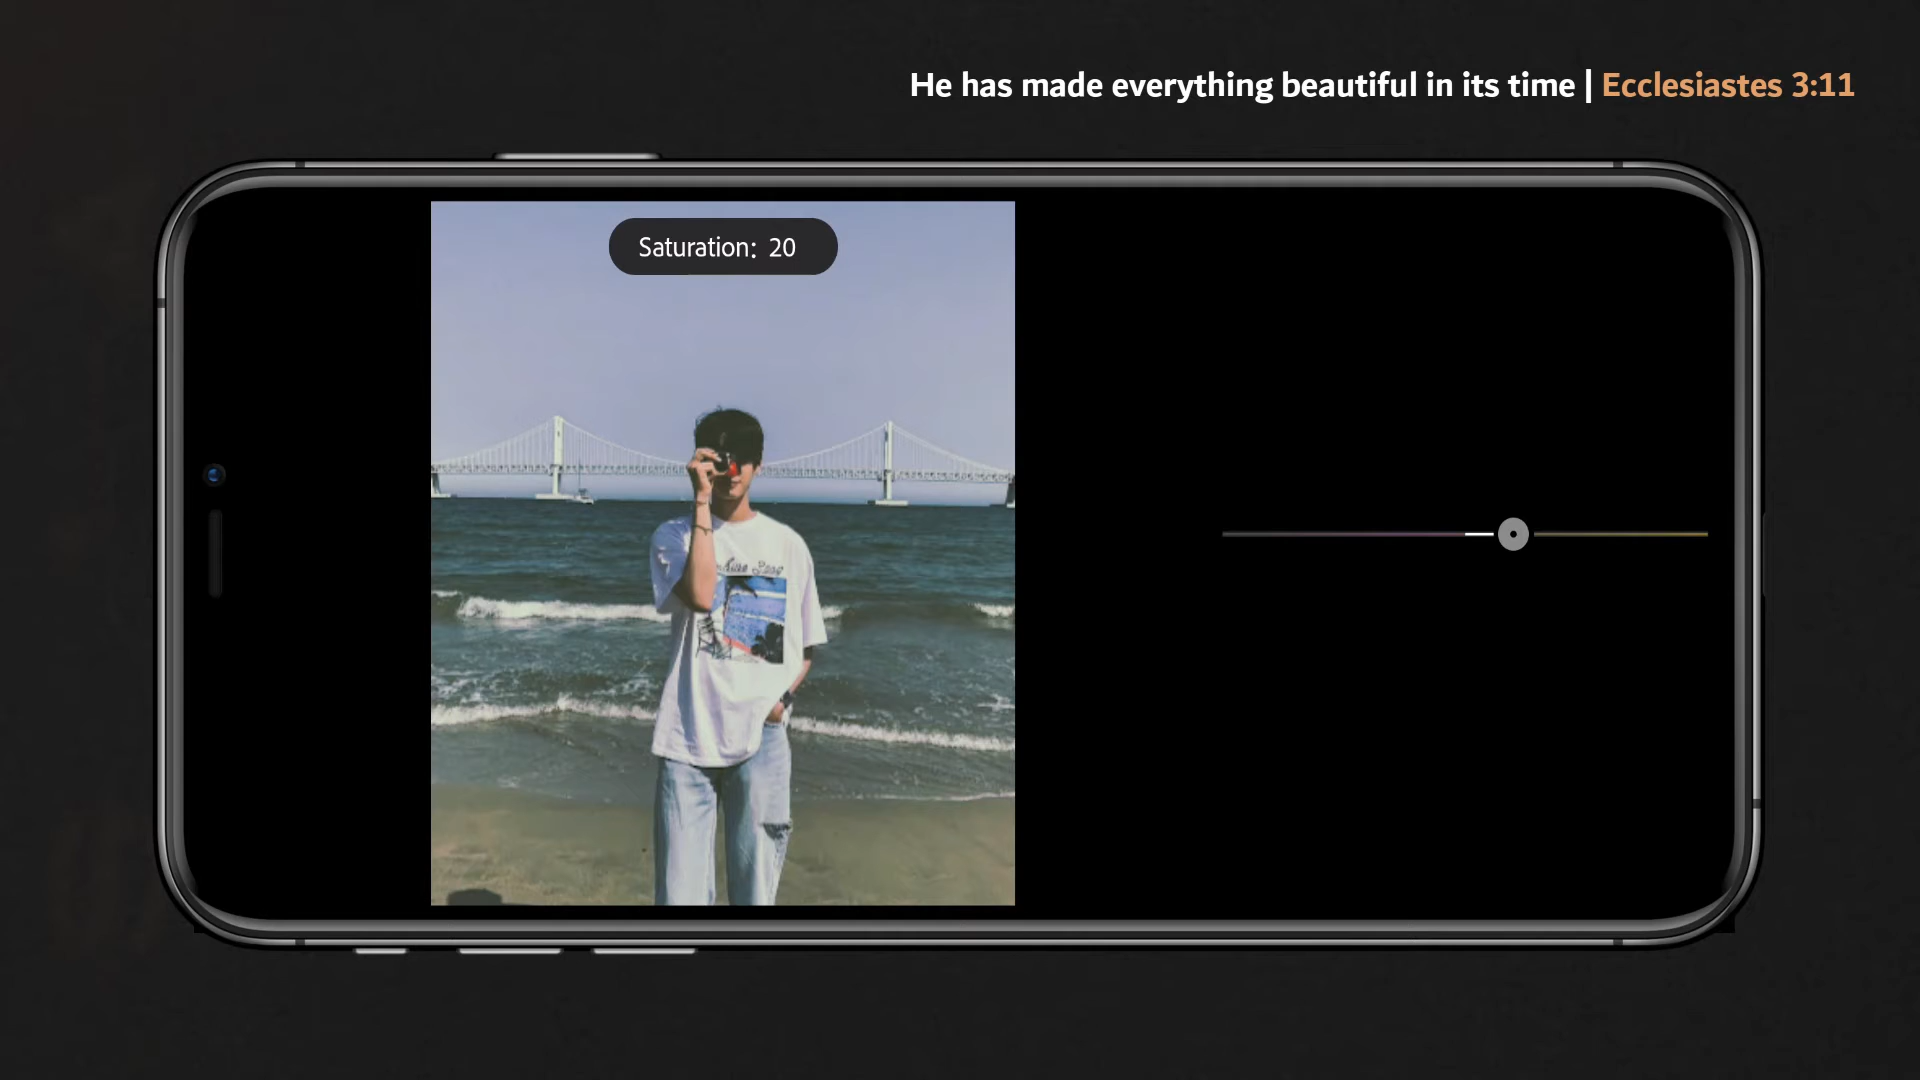 He has made everything beautiful in its time | Ecclesiastes 3:11
Saturation: 20